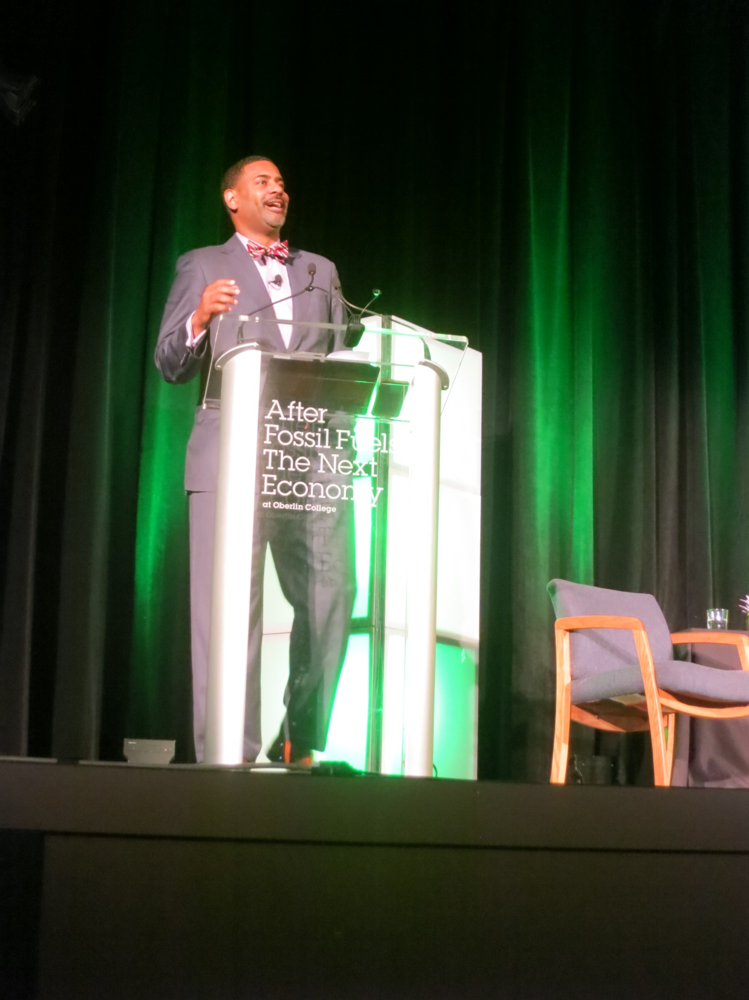 After
Fossil Fuels
The Next
Economy
at Oberlin College